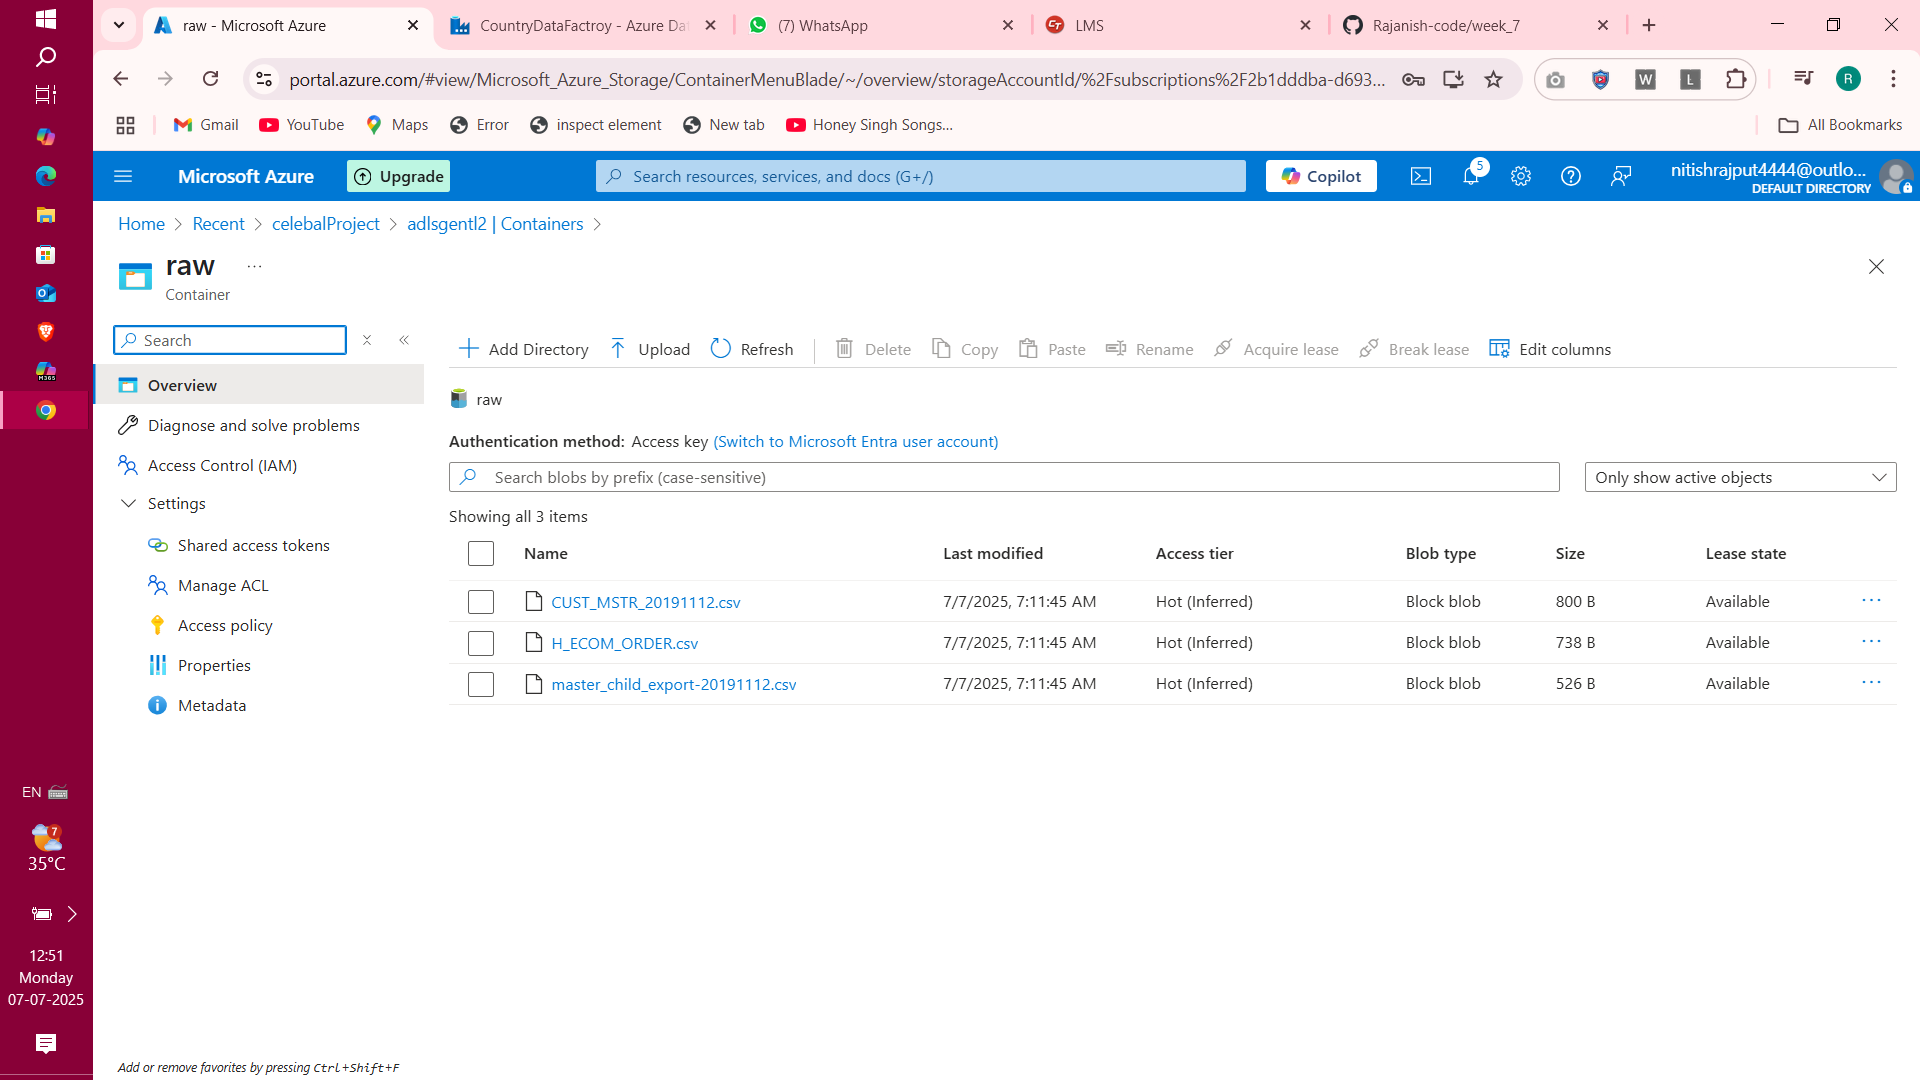 raw - Microsoft Azure
CountryDataFactroy - Azure Da
(7) WhatsApp
LMS
Rajanish-code/week_7
portal.azure.com/#view/Microsoft_Azure_Storage/ContainerMenuBlade/~/overview/storageAccountId/%2Fsubscriptions%2F2b1dddba-d693...
W
L
R
Gmail
YouTube
Maps
Error
inspect element
New tab
Honey Singh Songs...
All Bookmarks
Microsoft Azure
Upgrade
Search resources, services, and docs (G+/)
Copilot
5
nitishrajput4444@outlo...
DEFAULT DIRECTORY
Home > Recent > celebalProject > adlsgentl2 | Containers >
raw ...
Container
Search
Overview
Diagnose and solve problems
Access Control (IAM)
Settings
Shared access tokens
Manage ACL
Access policy
Properties
Metadata
Add Directory
Upload
Refresh
Delete
Copy
Paste
Rename
Acquire lease
Break lease
Edit columns
raw
Authentication method: Access key (Switch to Microsoft Entra user account)
Search blobs by prefix (case-sensitive)
Only show active objects
Showing all 3 items
Name Last modified Access tier Blob type Size Lease state
CUST_MSTR_20191112.csv 7/7/2025, 7:11:45 AM Hot (Inferred) Block blob 800 B Available ...
H_ECOM_ORDER.csv 7/7/2025, 7:11:45 AM Hot (Inferred) Block blob 738 B Available ...
master_child_export-20191112.csv 7/7/2025, 7:11:45 AM Hot (Inferred) Block blob 526 B Available ...
Add or remove favorites by pressing Ctrl+Shift+F
M365
EN
7
35°C
12:51
Monday
07-07-2025